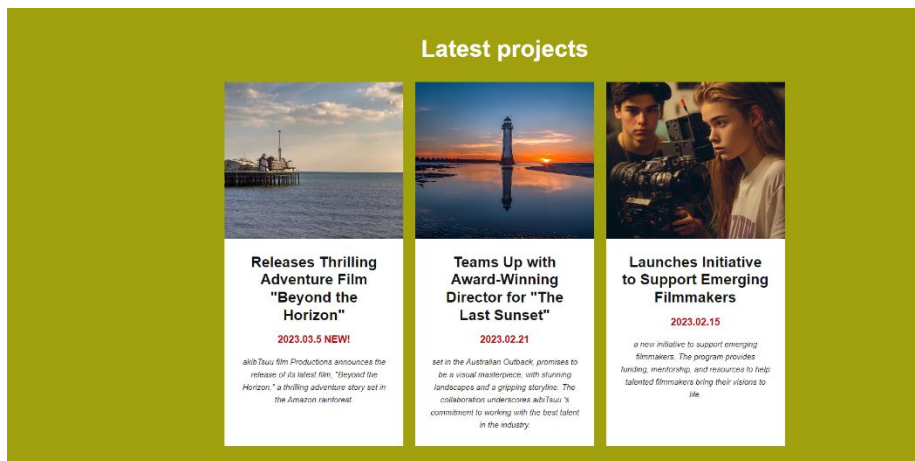 Latest projects
Releases Thrilling
Adventure Film
"Beyond the
Horizon"
2023.03.5 NEW!
akibTsuu film Productions announces the
release of its latest film, "Beyond the
Horizon," a thrilling adventure story set in
the Amazon rainforest.
Teams Up with
Award-Winning
Director for "The
Last Sunset"
2023.02.21
set in the Australian Outback, promises to
be a visual masterpiece, with stunning
landscapes and a gripping storyline. The
collaboration underscores aibiTsuu 's
commitment to working with the best talent
in the industry.
Launches Initiative
to Support Emerging
Filmmakers
2023.02.15
a new initiative to support emerging
filmmakers. The program provides
funding, mentorship, and resources to help
talented filmmakers bring their visions to
life.